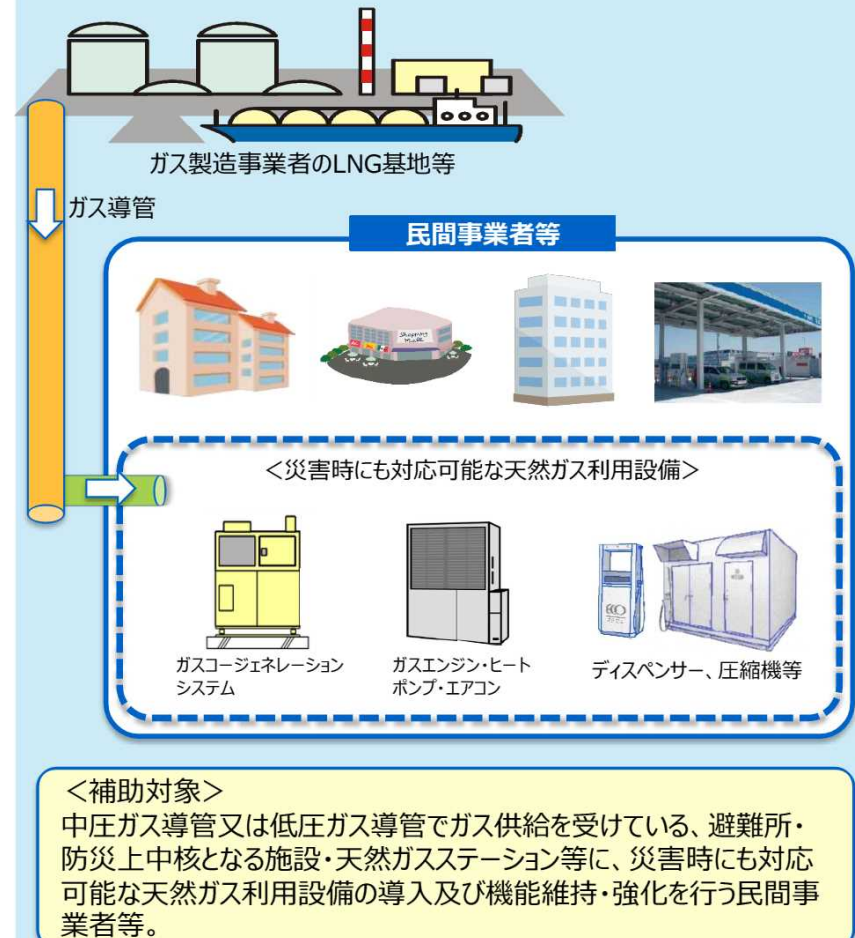 ガス製造事業者のLNG基地等
ガス導管
民間事業者等
Shopping
Mall
＜災害時にも対応可能な天然ガス利用設備＞
ECO
ガスコージェネレーション
システム
ガスエンジン・ヒート
ポンプ・エアコン
ディスペンサー、圧縮機等
＜補助対象＞
中圧ガス導管又は低圧ガス導管でガス供給を受けている、避難所・
防災上中核となる施設・天然ガスステーション等に、災害時にも対応
可能な天然ガス利用設備の導入及び機能維持・強化を行う民間事
業者等。